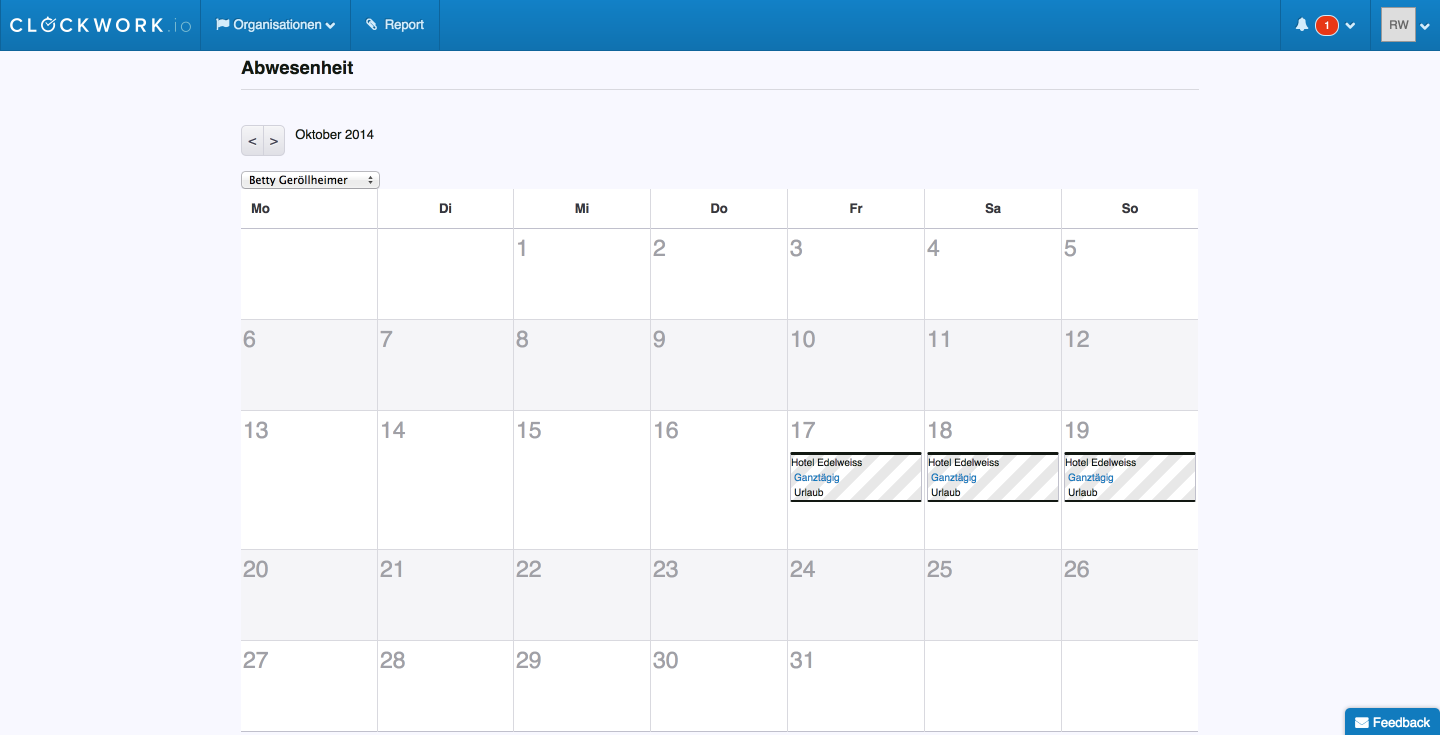 CLOCKWORK.io Organisationen Report 1 RW
Abwesenheit
< > Oktober 2014
Betty Geröllheimer
Mo Di Mi Do Fr Sa So
1 2 3 4 5
6 7 8 9 10 11 12
13 14 15 16 17 18 19
Hotel Edelweiss Hotel Edelweiss Hotel Edelweiss
Ganztägig Ganztägig Ganztägig
Urlaub Urlaub Urlaub
20 21 22 23 24 25 26
27 28 29 30 31
Feedback